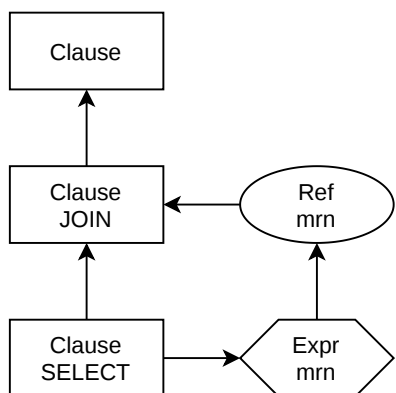 Clause
Clause
JOIN
Ref
mrn
Clause
SELECT
Expr
mrn